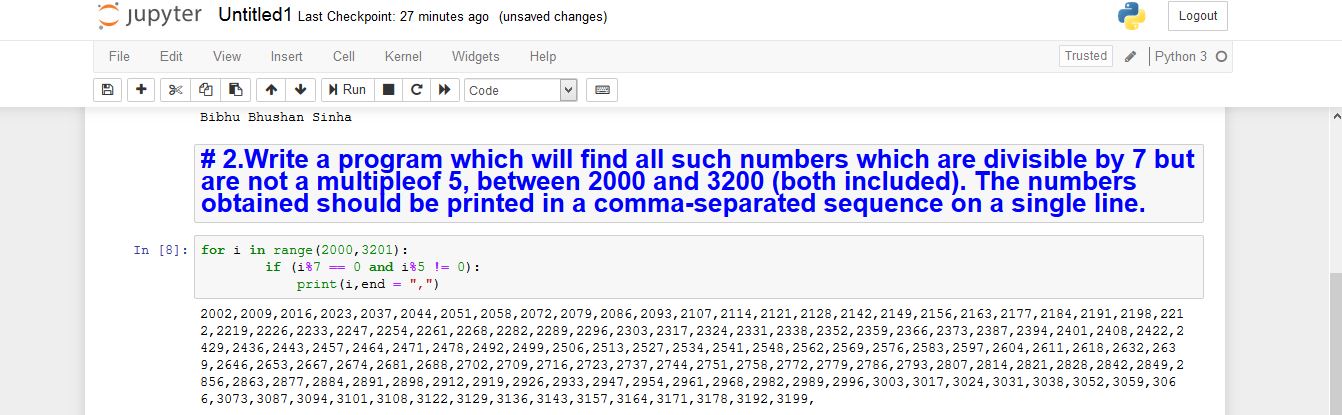 jupyter Untitled1 Last Checkpoint: 27 minutes ago (unsaved changes) Logout
File Edit View Insert Cell Kernel Widgets Help Trusted Python 3
Run Code
Bibhu Bhushan Sinha
# 2.Write a program which will find all such numbers which are divisible by 7 but
are not a multipleof 5, between 2000 and 3200 (both included). The numbers
obtained should be printed in a comma-separated sequence on a single line.
In [8]: for i in range(2000,3201):
if (i%7 == 0 and i%5 != 0):
print(i,end = ",")
2002,2009,2016,2023,2037,2044,2051,2058,2072,2079,2086,2093,2107,2114,2121,2128,2142,2149,2156,2163,2177,2184,2191,2198,221
2,2219,2226,2233,2247,2254,2261,2268,2282,2289,2296,2303,2317,2324,2331,2338,2352,2359,2366,2373,2387,2394,2401,2408,2422,2
429,2436,2443,2457,2464,2471,2478,2492,2499,2506,2513,2527,2534,2541,2548,2562,2569,2576,2583,2597,2604,2611,2618,2632,263
9,2646,2653,2667,2674,2681,2688,2702,2709,2716,2723,2737,2744,2751,2758,2772,2779,2786,2793,2807,2814,2821,2828,2842,2849,2
856,2863,2877,2884,2891,2898,2912,2919,2926,2933,2947,2954,2961,2968,2982,2989,2996,3003,3017,3024,3031,3038,3052,3059,306
6,3073,3087,3094,3101,3108,3122,3129,3136,3143,3157,3164,3171,3178,3192,3199,